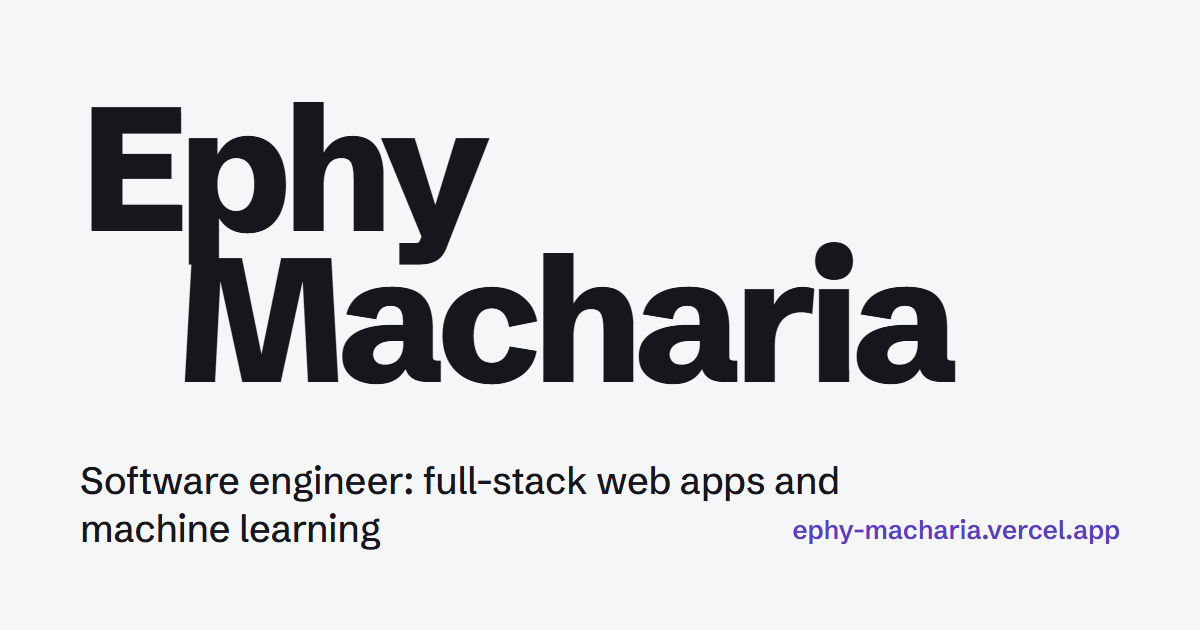 Ephy
Macharia
Software engineer: full-stack web apps and
machine learning
ephy-macharia.vercel.app